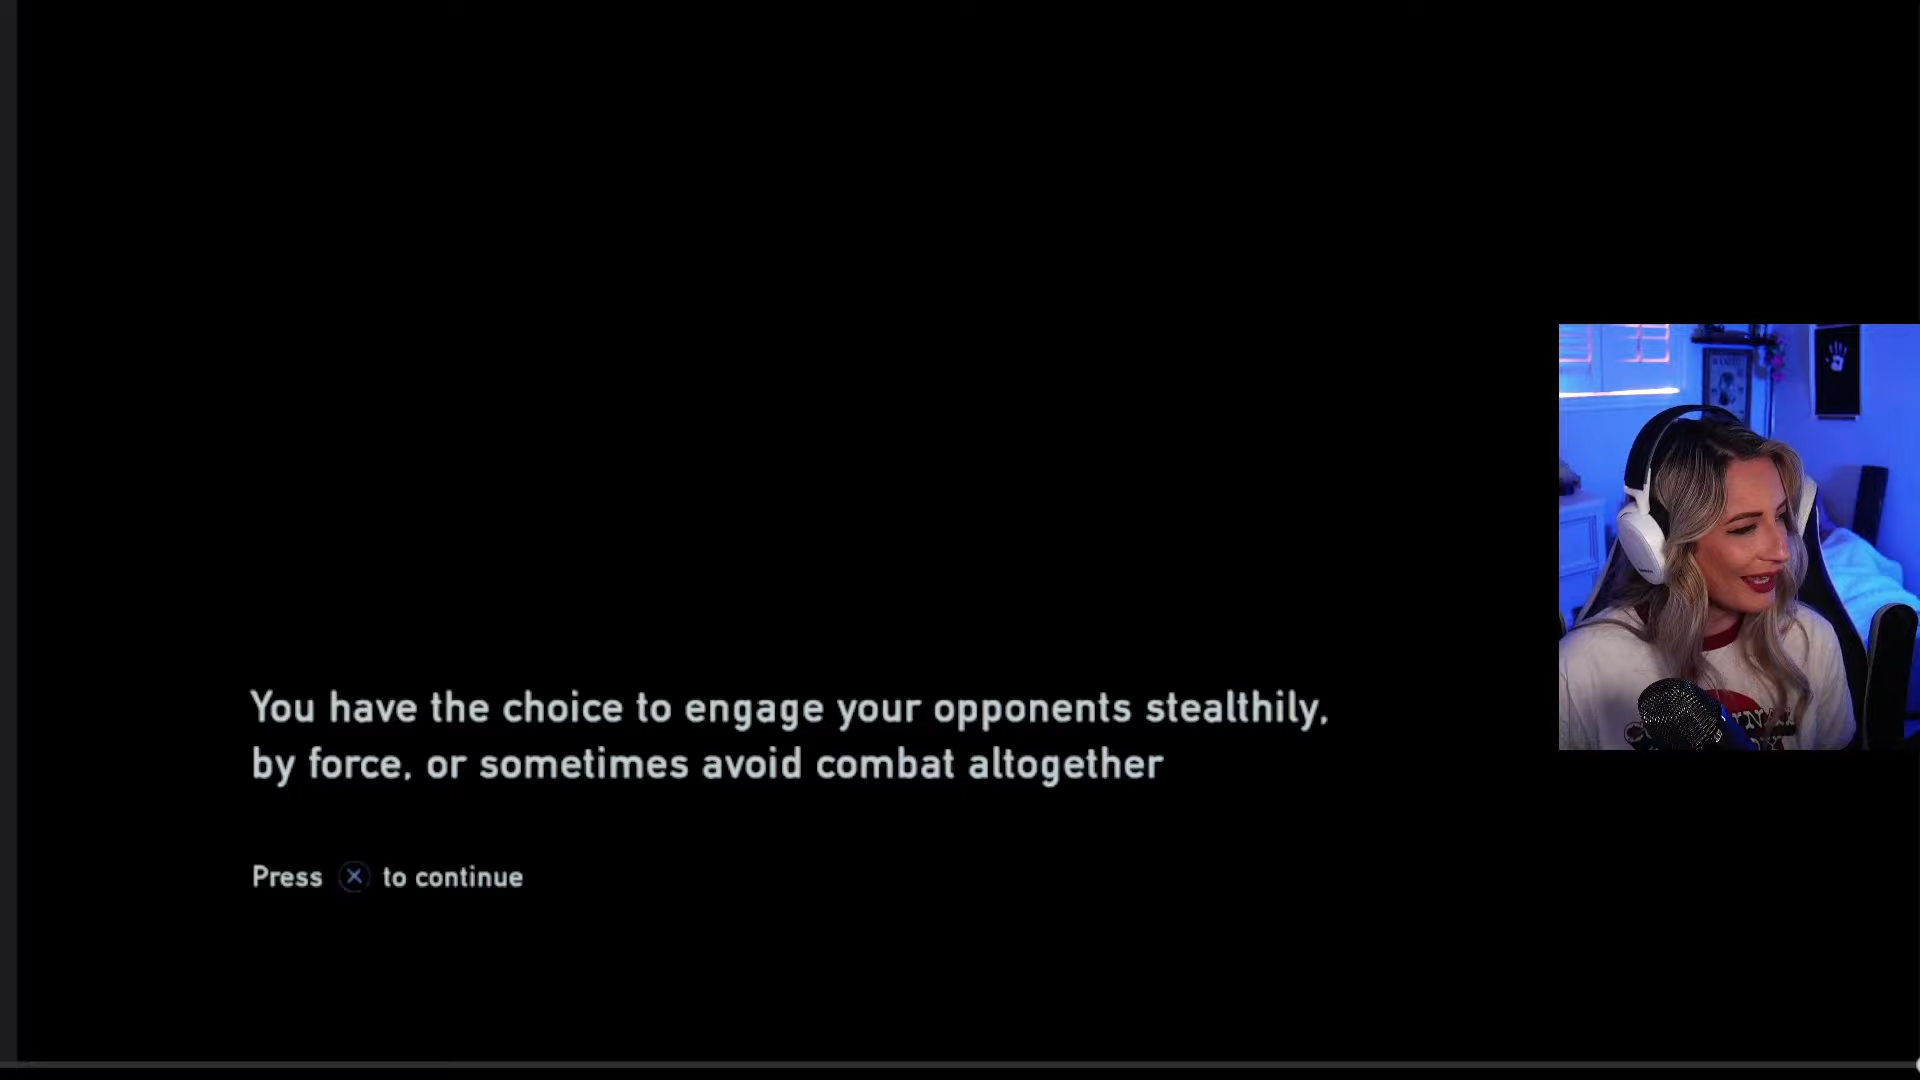 You have the choice to engage your opponents stealthily,
by force, or sometimes avoid combat altogether
Press ⓧ to continue
WANTED